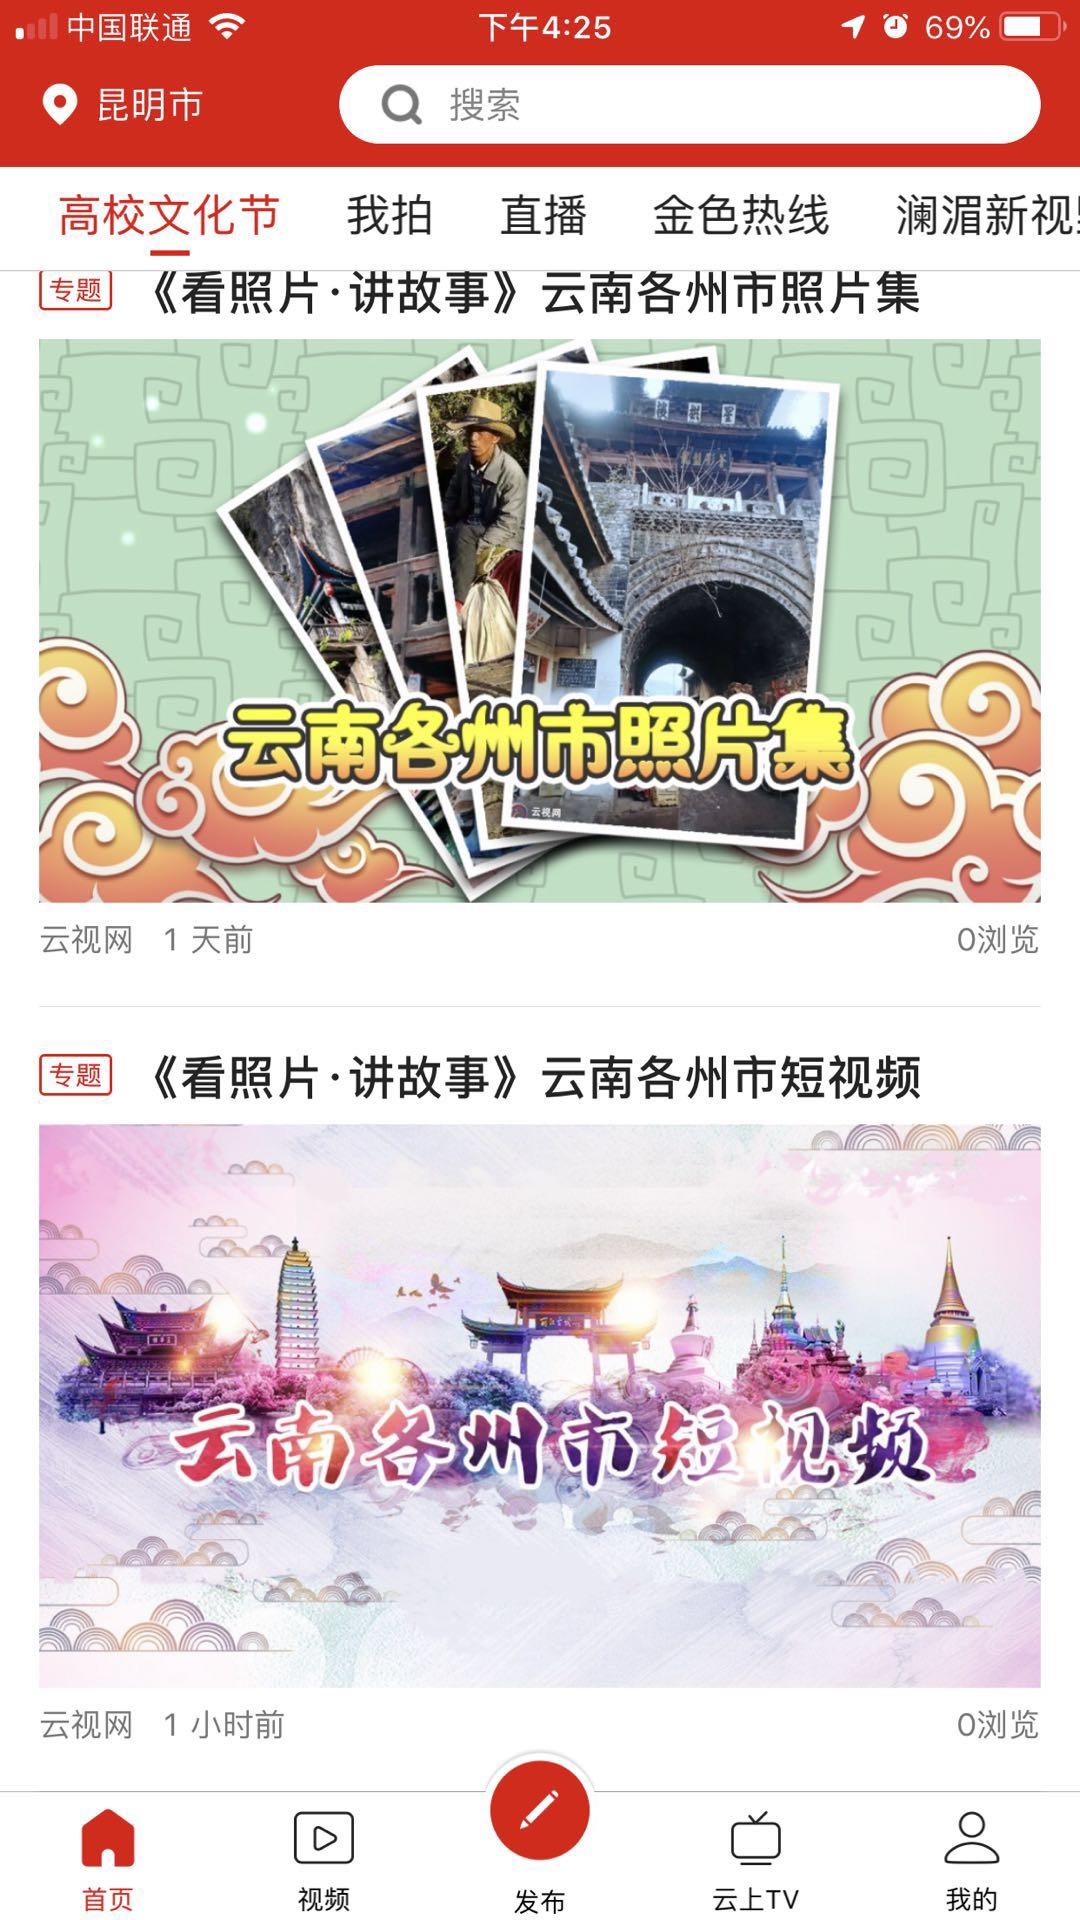 中国联通
下午4:25
69%
昆明市
搜索
高校文化节 我拍 直播 金色热线 澜湄新视
专题 《看照片·讲故事》云南各州市照片集
云南各州市照片集
云视网
云视网 1 天前 0浏览
专题 《看照片·讲故事》云南各州市短视频
云南各州市短视频
云视网 1 小时前 0浏览
首页 视频 发布 云上TV 我的